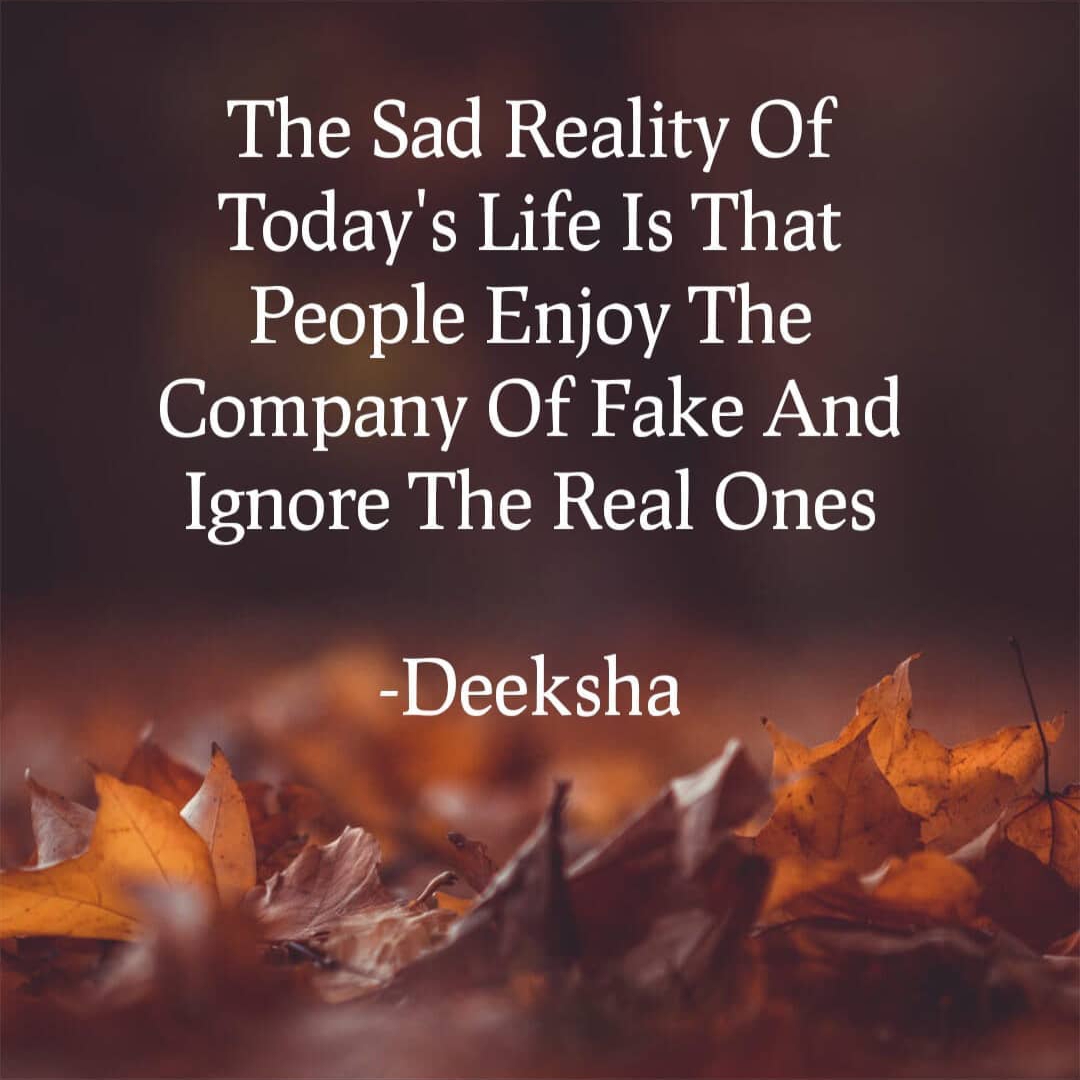 The Sad Reality Of
Today's Life Is That
People Enjoy The
Company Of Fake And
Ignore The Real Ones
-Deeksha